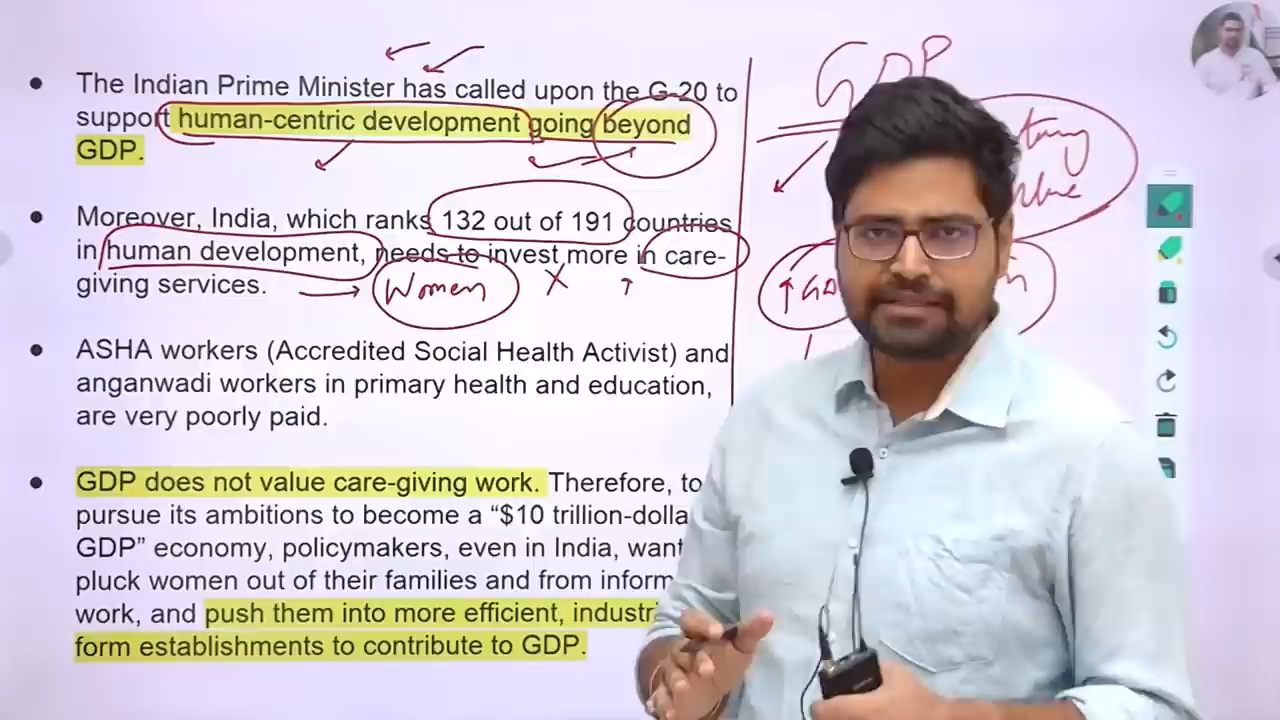 The Indian Prime Minister has called upon the G-20 to
support human-centric development going beyond
GDP.
Moreover, India, which ranks 132 out of 191 countries
in human development, needs to invest more in care-
giving services.
Women
ASHA workers (Accredited Social Health Activist) and
anganwadi workers in primary health and education,
are very poorly paid.
GDP does not value care-giving work. Therefore, to
pursue its ambitions to become a “$10 trillion-dolla
GDP” economy, policymakers, even in India, want
pluck women out of their families and from inform
work, and push them into more efficient, industri
form establishments to contribute to GDP.
GDP